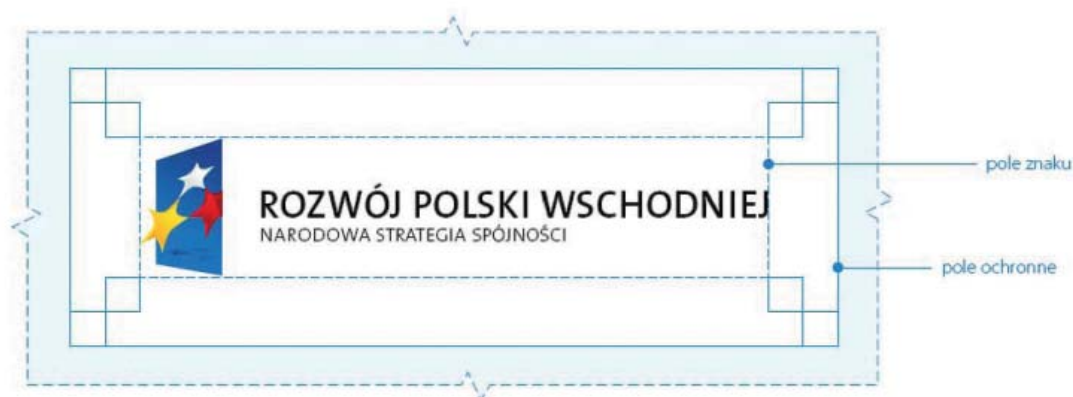 pole znaku
ROZWÓJ POLSKI WSCHODNIEJ
NARODOWA STRATEGIA SPÓJNOŚCI
pole ochronne